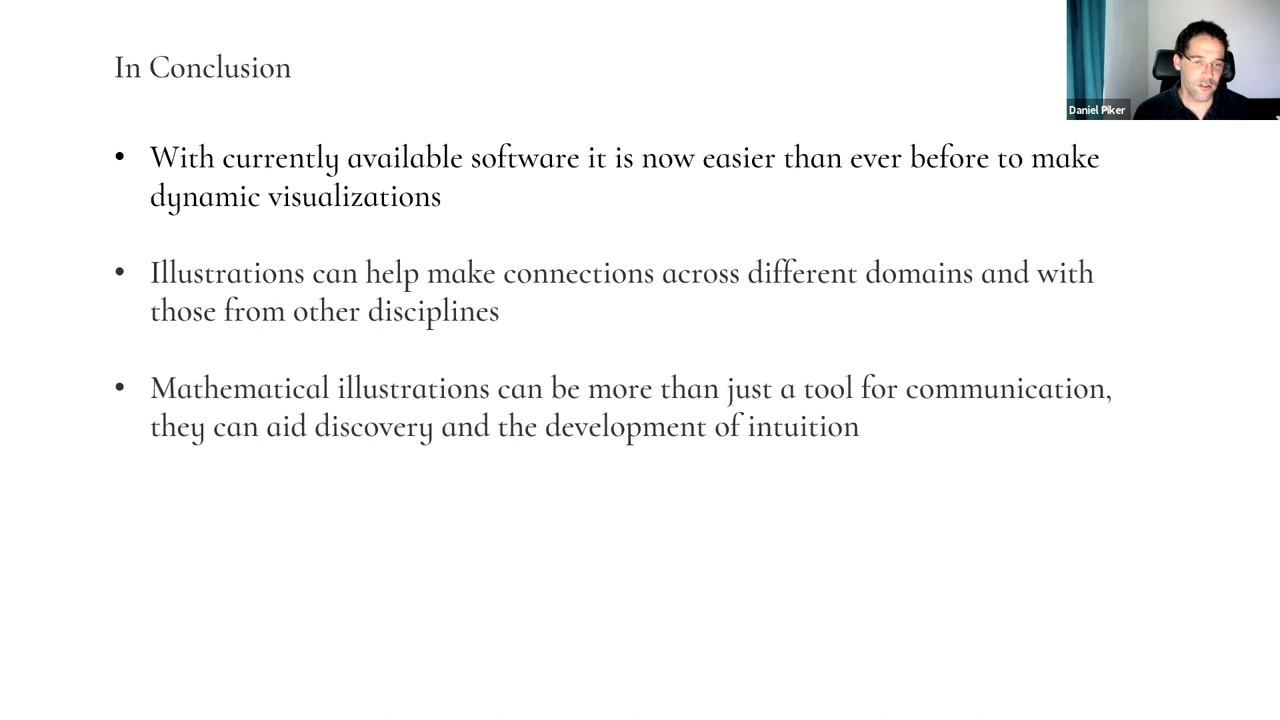 In Conclusion
Daniel Piker
• With currently available software it is now easier than ever before to make
dynamic visualizations
• Illustrations can help make connections across different domains and with
those from other disciplines
• Mathematical illustrations can be more than just a tool for communication,
they can aid discovery and the development of intuition